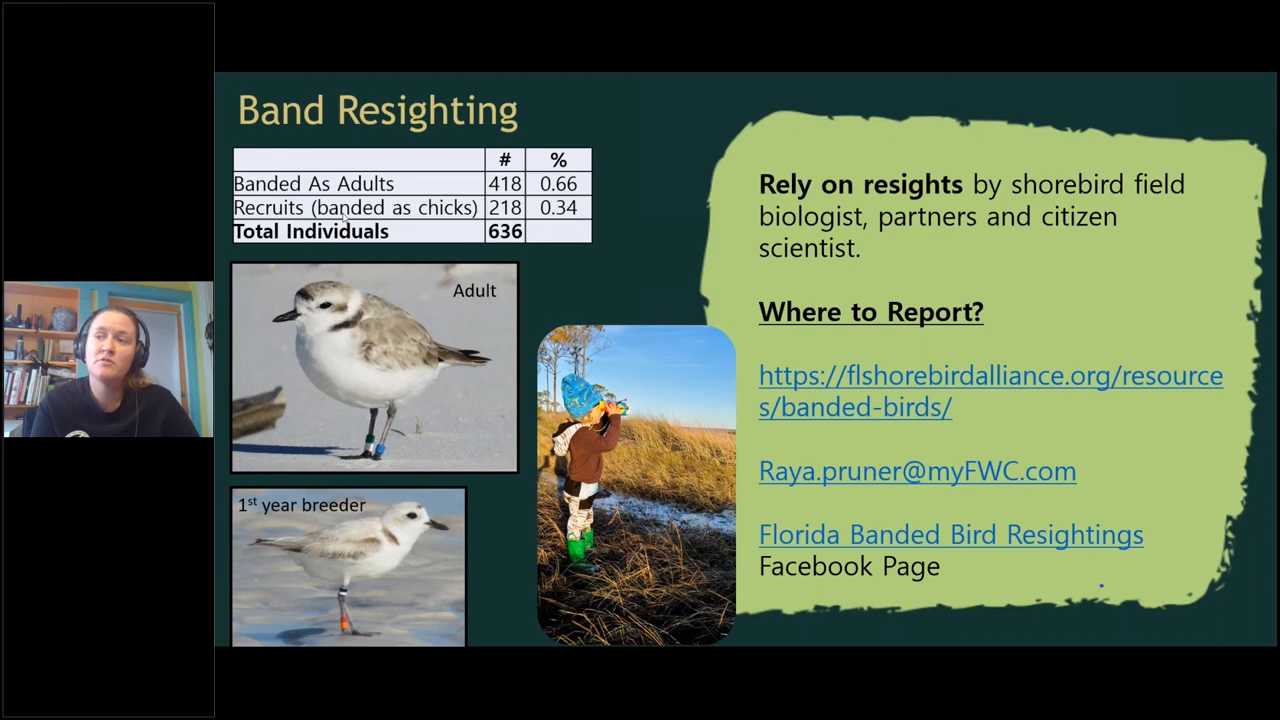 Band Resighting
# %
Banded As Adults 418 0.66
Recruits (banded as chicks) 218 0.34
Total Individuals 636
Adult
1st year breeder
Rely on resights by shorebird field
biologist, partners and citizen
scientist.
Where to Report?
https://flshorebirdalliance.org/resource
s/banded-birds/
Raya.pruner@myFWC.com
Florida Banded Bird Resightings
Facebook Page